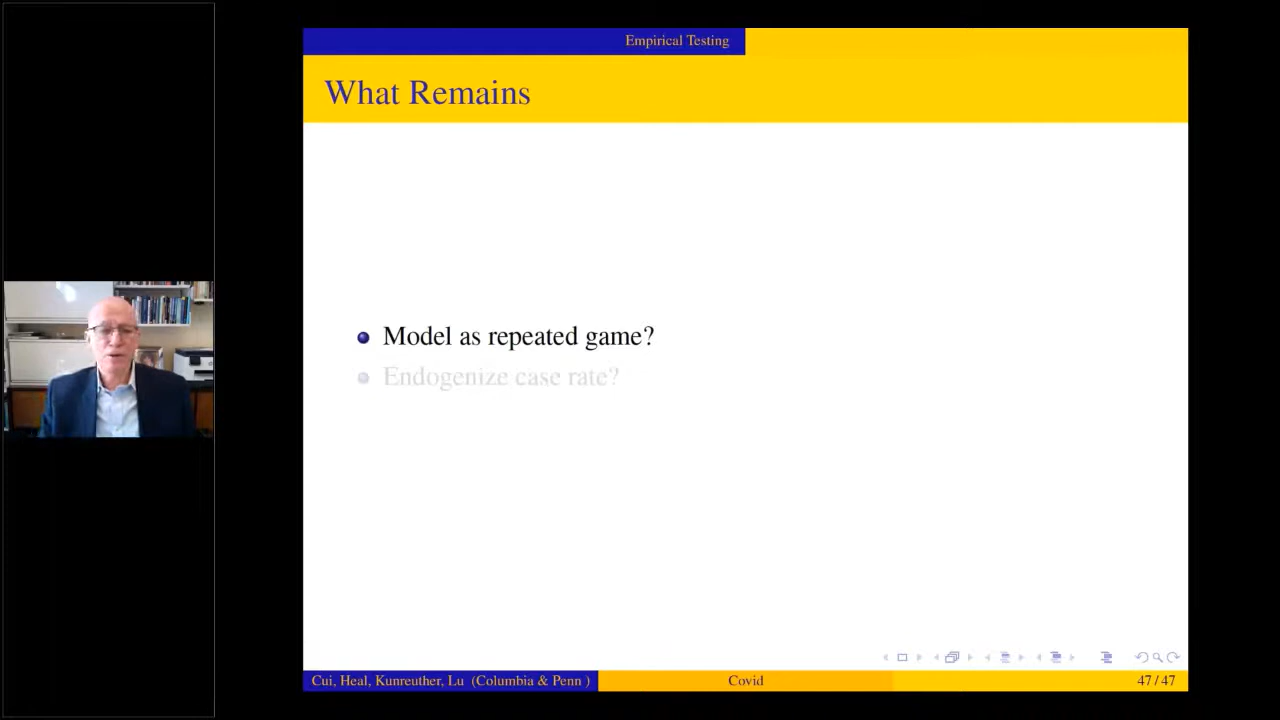 Empirical Testing
What Remains
Model as repeated game?
Endogenize case rate?
Cui, Heal, Kunreuther, Lu (Columbia & Penn )
Covid
47 / 47